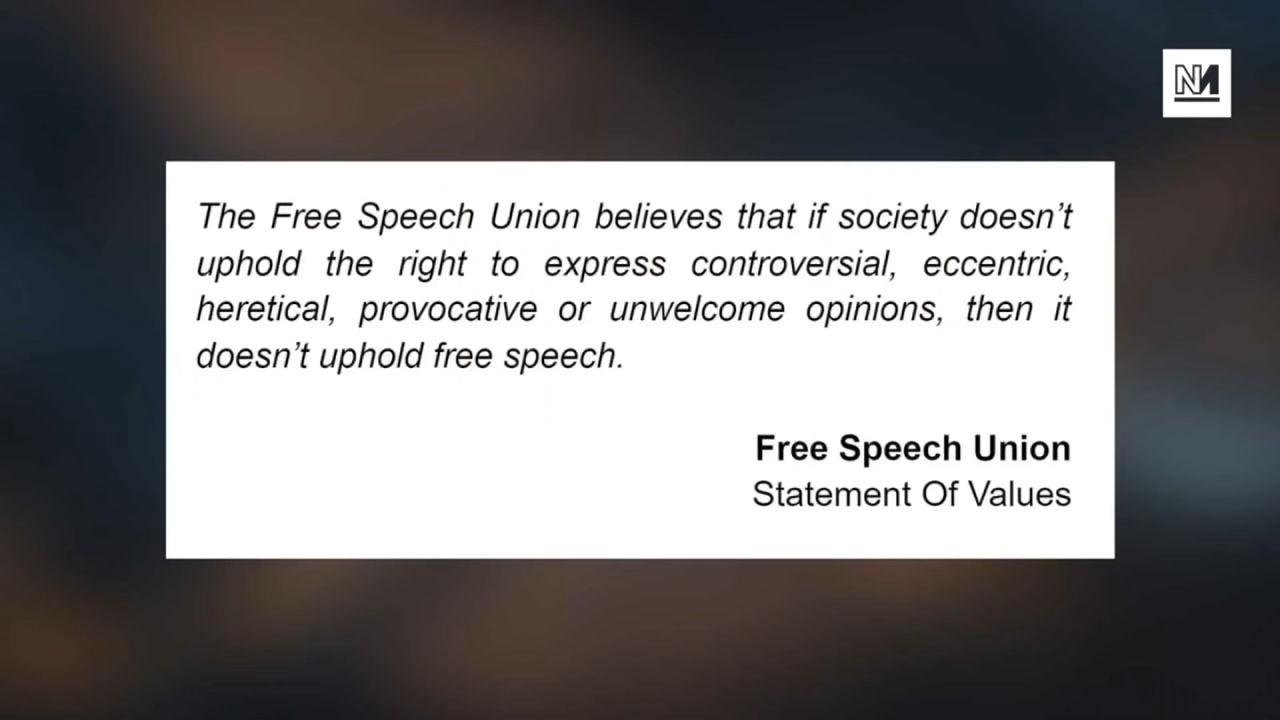 The Free Speech Union believes that if society doesn’t
uphold the right to express controversial, eccentric,
heretical, provocative or unwelcome opinions, then it
doesn’t uphold free speech.
Free Speech Union
Statement Of Values